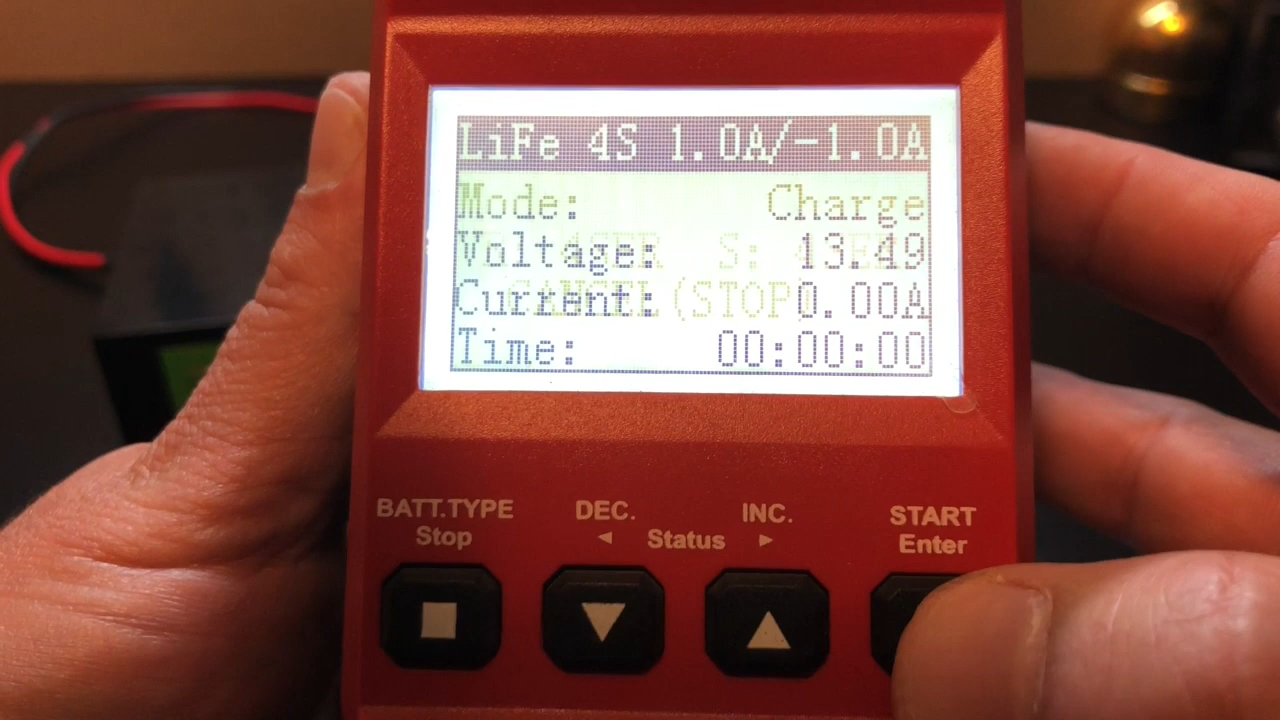 LiFe 4S 1.0A/-1.0A
Mode: Charge
Voltage: 13.49
Current: 0.00A
(STOP)
Time: 00:00:00
BATT.TYPE DEC. INC. START
Stop ◄ Status ► Enter